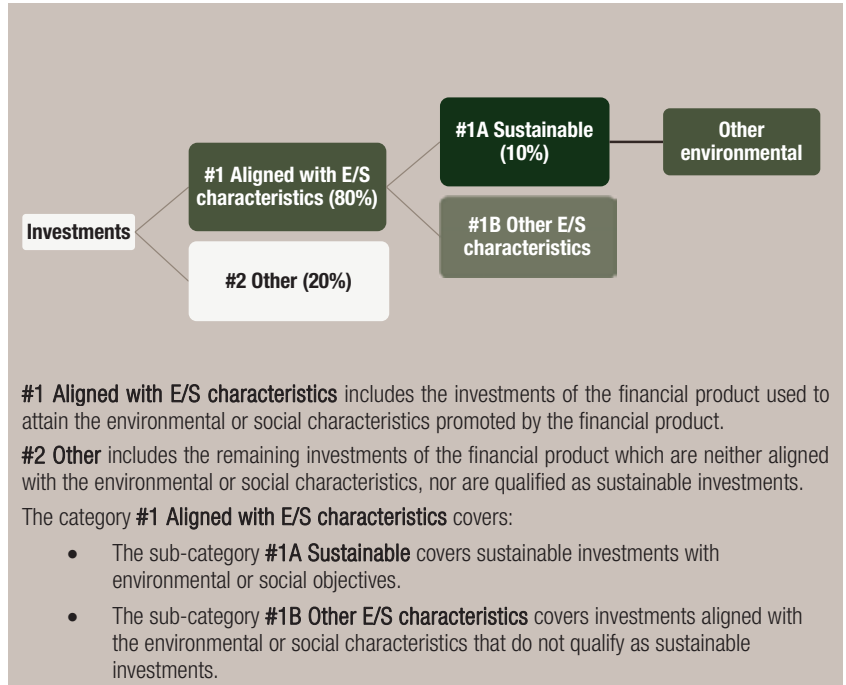 #1A Sustainable
(10%)
Other
environmental
#1 Aligned with E/S
characteristics (80%)
#1B Other E/S
characteristics
Investments
#2 Other (20%)
#1 Aligned with E/S characteristics includes the investments of the financial product used to
attain the environmental or social characteristics promoted by the financial product.
#2 Other includes the remaining investments of the financial product which are neither aligned
with the environmental or social characteristics, nor are qualified as sustainable investments.
The category #1 Aligned with E/S characteristics covers:
• The sub-category #1A Sustainable covers sustainable investments with
environmental or social objectives.
• The sub-category #1B Other E/S characteristics covers investments aligned with
the environmental or social characteristics that do not qualify as sustainable
investments.